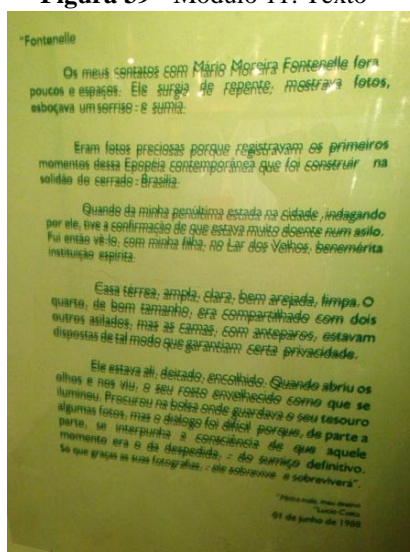 Módulo 11: Texto
"Fontenelle
Os meus contatos com Mário Moreira Fontenelle fora
poucos e espaços. Ele surgia de repente, mostrava fotos,
esboçava um sorriso - e sumia.
Eram fotos preciosas porque registravam os primeiros
momentos dessa Epopéia contemporânea que foi construir na
solidão do cerrado - Brasília.
Quando da minha penúltima estada na cidade, indagando
por ele, tive a confirmação de que estava muito doente num asilo.
Fui então vê-lo, com minha filha, no Lar dos Velhos, benemérita
instituição espírita.
Casa térrea, ampla, clara, bem arejada, limpa. O
quarto, de bom tamanho, era compartilhado com dois
outros asilados, mas as camas, com anteparos, estavam
dispostas de tal modo que garantiam certa privacidade.
Ele estava ali, deitado, encolhido. Quando abriu os
olhos e nos viu, o seu rosto envelhecido como que se
iluminou. Procurou na bolsa onde guardava o seu tesouro
algumas fotos, mas o diálogo foi difícil porque, de parte a
parte, se interpunha a consciência de que aquele
momento era o da despedida, - do sumiço definitivo.
Só que graças as suas fotografias, - ele sobrevive e sobreviverá".
"Lucio Costa
01 de junho de 1988